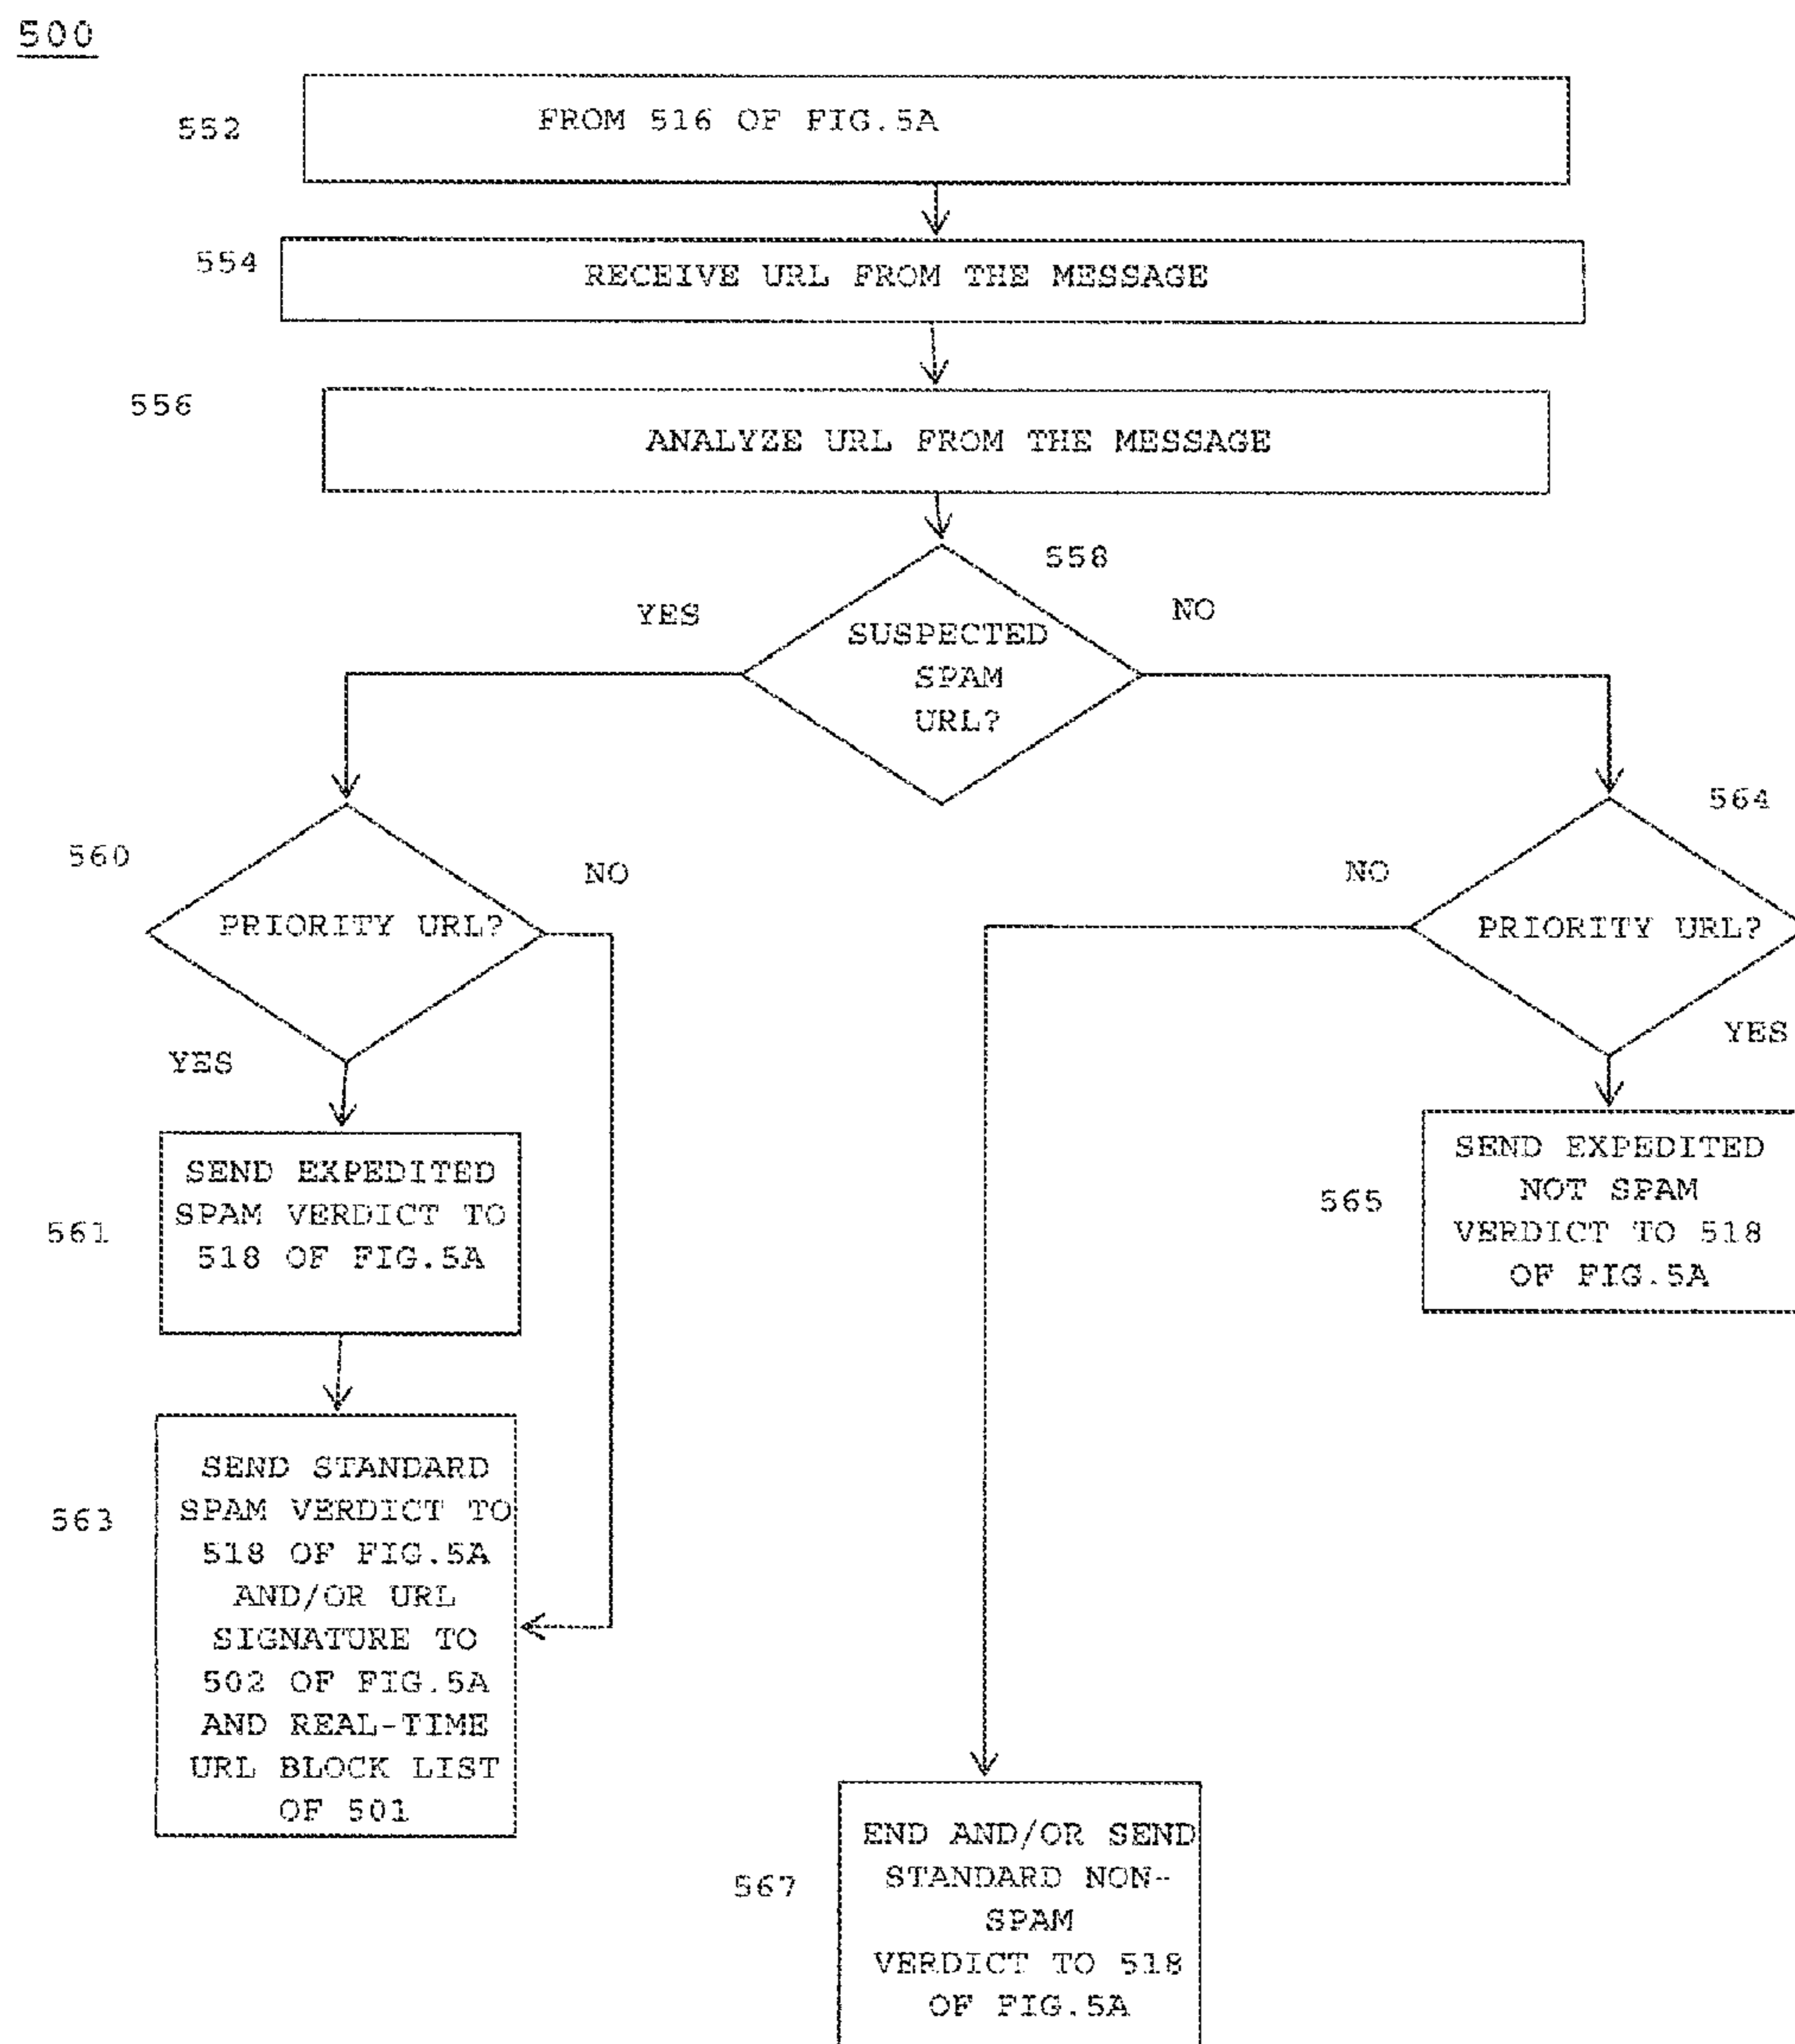 500
552
FROM 516 OF FIG.5A
554
RECEIVE URL FROM THE MESSAGE
556
ANALYZE URL FROM THE MESSAGE
558
YES
NO
SUSPECTED
SPAM
URL?
560
NO
PRIORITY URL?
YES
564
NO
PRIORITY URL?
YES
561
SEND EXPEDITED
SPAM VERDICT TO
518 OF FIG.5A
565
SEND EXPEDITED
NOT SPAM
VERDICT TO 518
OF FIG.5A
563
SEND STANDARD
SPAM VERDICT TO
518 OF FIG.5A
AND/OR URL
SIGNATURE TO
502 OF FIG.5A
AND REAL-TIME
URL BLOCK LIST
OF 501
567
END AND/OR SEND
STANDARD NON-
SPAM
VERDICT TO 518
OF FIG.5A